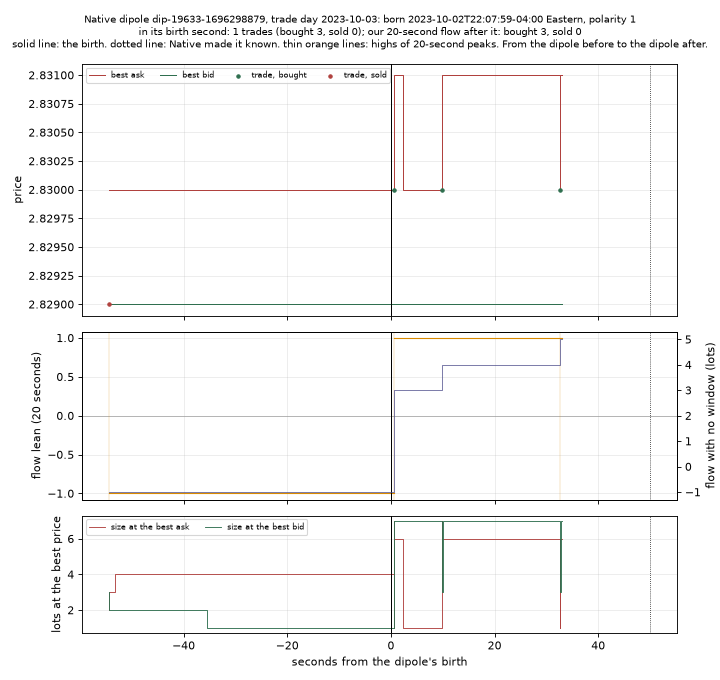 Native dipole dip-19633-1696298879, trade day 2023-10-03: born 2023-10-02T22:07:59-04:00 Eastern, polarity 1
in its birth second: 1 trades (bought 3, sold 0); our 20-second flow after it: bought 3, sold 0
solid line: the birth. dotted line: Native made it known. thin orange lines: highs of 20-second peaks. From the dipole before to the dipole after.
best ask
best bid
trade, bought
trade, sold
2.83100
2.83075
2.83050
2.83025
2.83000
2.82975
2.82950
2.82925
2.82900
price
1.0
0.5
0.0
−0.5
−1.0
flow lean (20 seconds)
5
4
3
2
1
0
−1
flow with no window (lots)
size at the best ask
size at the best bid
6
4
2
lots at the best price
−40
−20
0
20
40
seconds from the dipole's birth